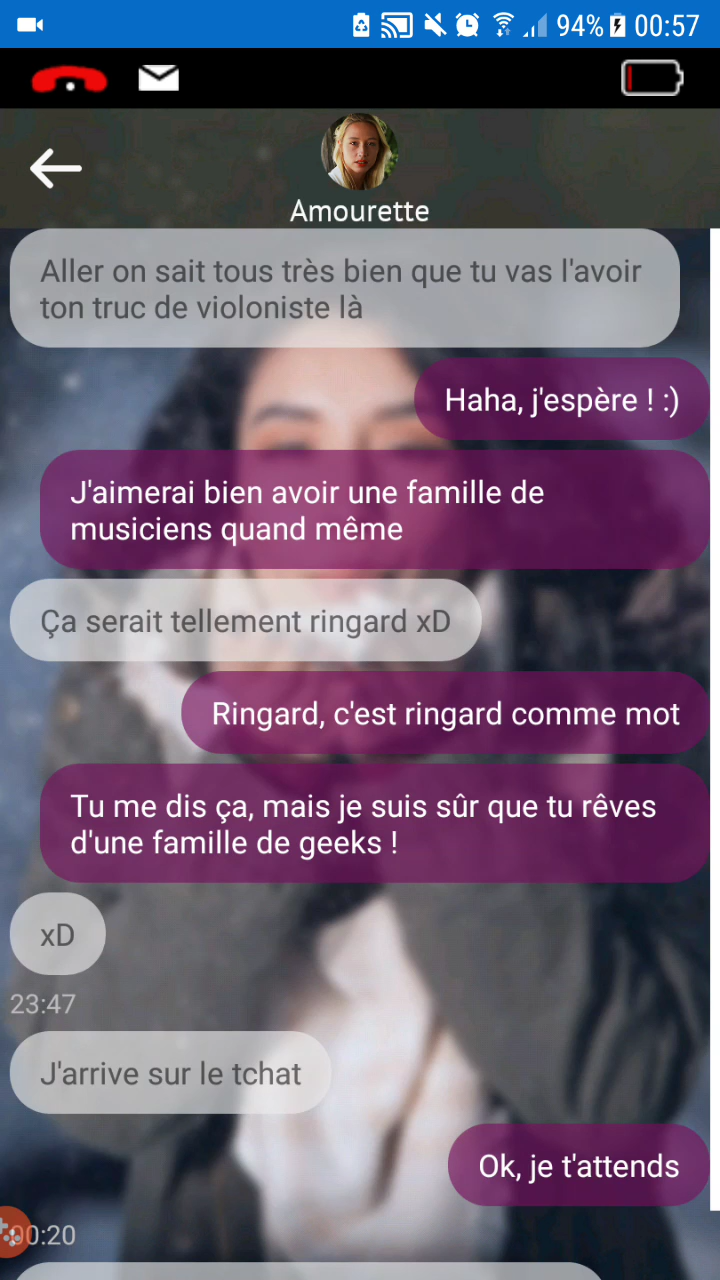 94% 00:57
Amourette
Aller on sait tous très bien que tu vas l'avoir
ton truc de violoniste là
Haha, j'espère ! :)
J'aimerai bien avoir une famille de
musiciens quand même
Ça serait tellement ringard xD
Ringard, c'est ringard comme mot
Tu me dis ça, mais je suis sûr que tu rêves
d'une famille de geeks !
xD
23:47
J'arrive sur le tchat
Ok, je t'attends
00:20